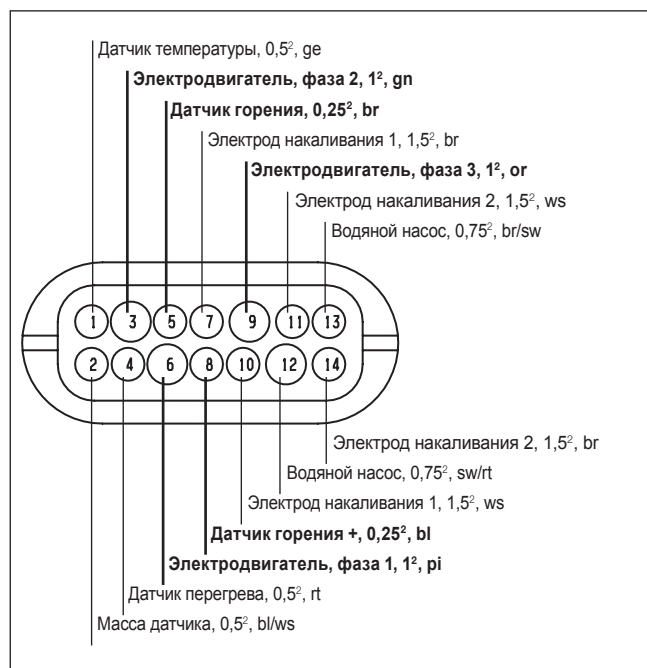 Датчик температуры, 0,5², ge
Электродвигатель, фаза 2, 1², gn
Датчик горения, 0,25², br
Электрод накаливания 1, 1,5², br
Электродвигатель, фаза 3, 1², or
Электрод накаливания 2, 1,5², ws
Водяной насос, 0,75², br/sw
1 3 5 7 9 11 13
2 4 6 8 10 12 14
Электрод накаливания 2, 1,5², br
Водяной насос, 0,75², sw/rt
Электрод накаливания 1, 1,5², ws
Датчик горения +, 0,25², bl
Электродвигатель, фаза 1, 1², pi
Датчик перегрева, 0,5², rt
Масса датчика, 0,5², bl/ws